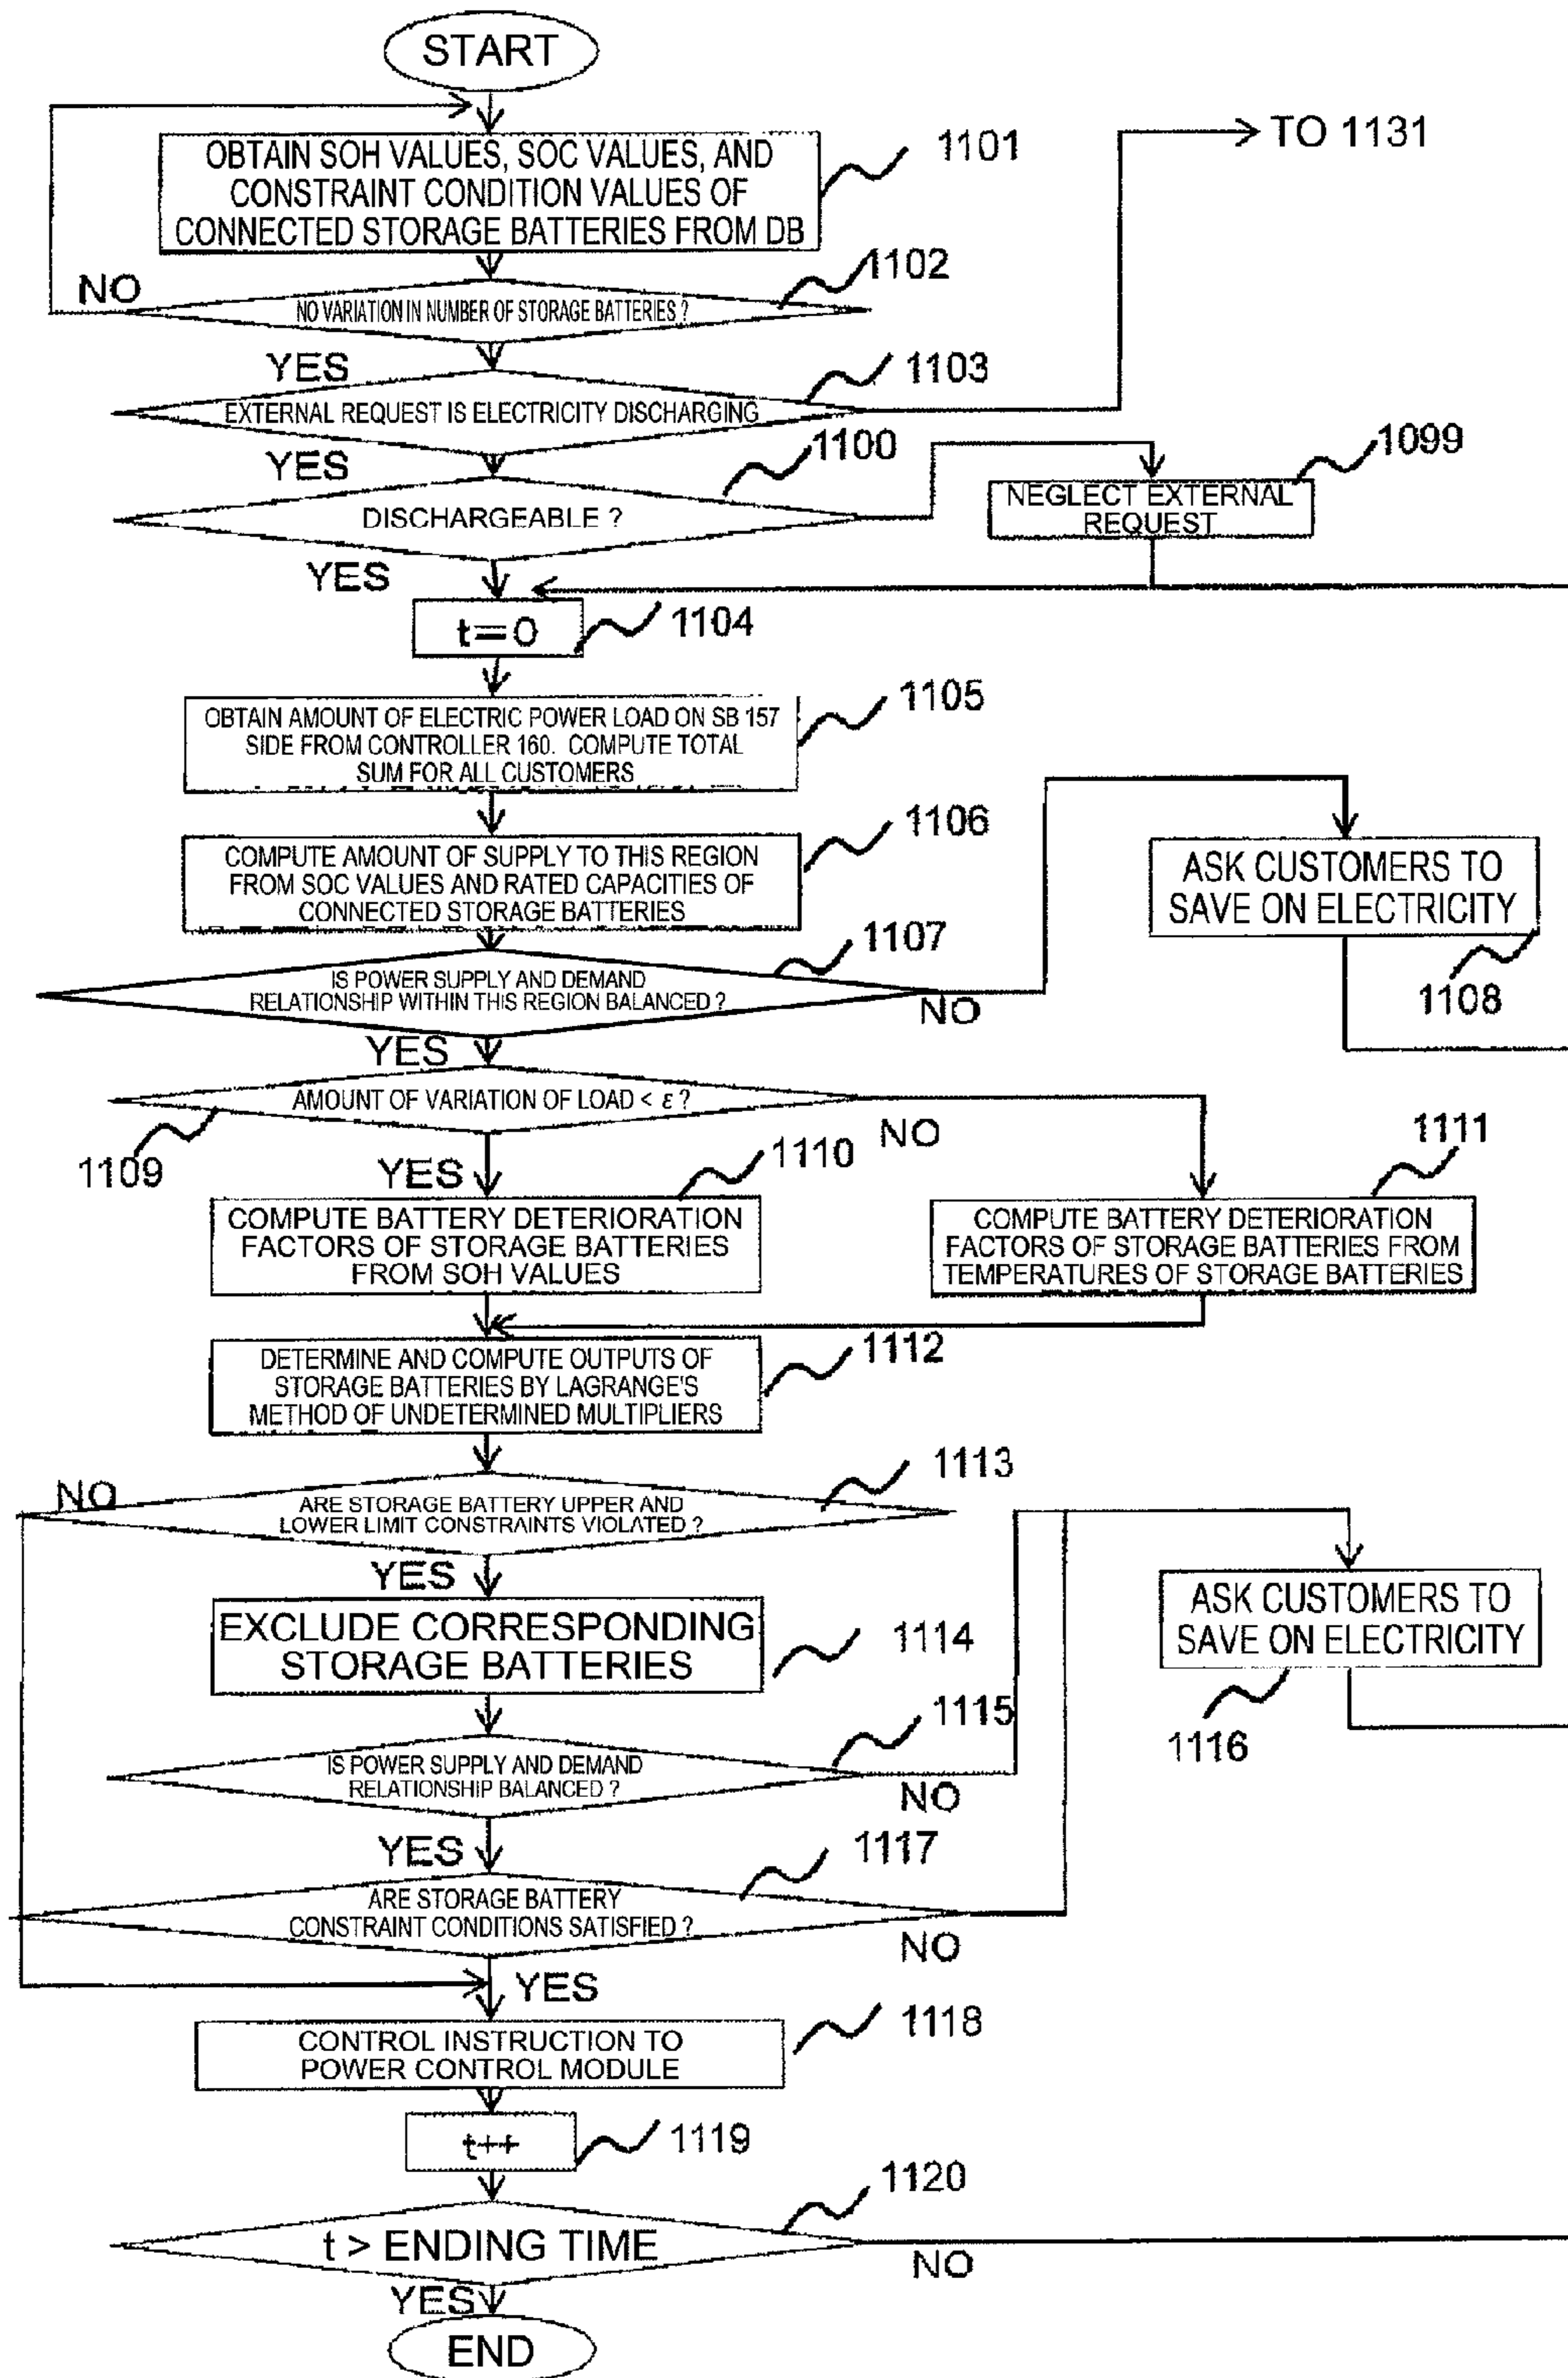 START
OBTAIN SOH VALUES, SOC VALUES, AND
CONSTRAINT CONDITION VALUES OF
CONNECTED STORAGE BATTERIES FROM DB
1101
TO 1131
NO
NO VARIATION IN NUMBER OF STORAGE BATTERIES ?
1102
YES
EXTERNAL REQUEST IS ELECTRICITY DISCHARGING
1103
YES
DISCHARGEABLE ?
1100
NEGLECT EXTERNAL
REQUEST
1099
YES
t=0
1104
OBTAIN AMOUNT OF ELECTRIC POWER LOAD ON SB 157
SIDE FROM CONTROLLER 160. COMPUTE TOTAL
SUM FOR ALL CUSTOMERS
1105
COMPUTE AMOUNT OF SUPPLY TO THIS REGION
FROM SOC VALUES AND RATED CAPACITIES OF
CONNECTED STORAGE BATTERIES
1106
IS POWER SUPPLY AND DEMAND
RELATIONSHIP WITHIN THIS REGION BALANCED ?
1107
NO
ASK CUSTOMERS TO
SAVE ON ELECTRICITY
1108
YES
AMOUNT OF VARIATION OF LOAD < ε ?
1109
NO
YES
COMPUTE BATTERY DETERIORATION
FACTORS OF STORAGE BATTERIES
FROM SOH VALUES
1110
COMPUTE BATTERY DETERIORATION
FACTORS OF STORAGE BATTERIES FROM
TEMPERATURES OF STORAGE BATTERIES
1111
DETERMINE AND COMPUTE OUTPUTS OF
STORAGE BATTERIES BY LAGRANGE'S
METHOD OF UNDETERMINED MULTIPLIERS
1112
NO
ARE STORAGE BATTERY UPPER AND
LOWER LIMIT CONSTRAINTS VIOLATED ?
1113
YES
EXCLUDE CORRESPONDING
STORAGE BATTERIES
1114
ASK CUSTOMERS TO
SAVE ON ELECTRICITY
1116
IS POWER SUPPLY AND DEMAND
RELATIONSHIP BALANCED ?
1115
NO
YES
ARE STORAGE BATTERY
CONSTRAINT CONDITIONS SATISFIED ?
1117
NO
YES
CONTROL INSTRUCTION TO
POWER CONTROL MODULE
1118
t++
1119
t > ENDING TIME
1120
NO
YES
END